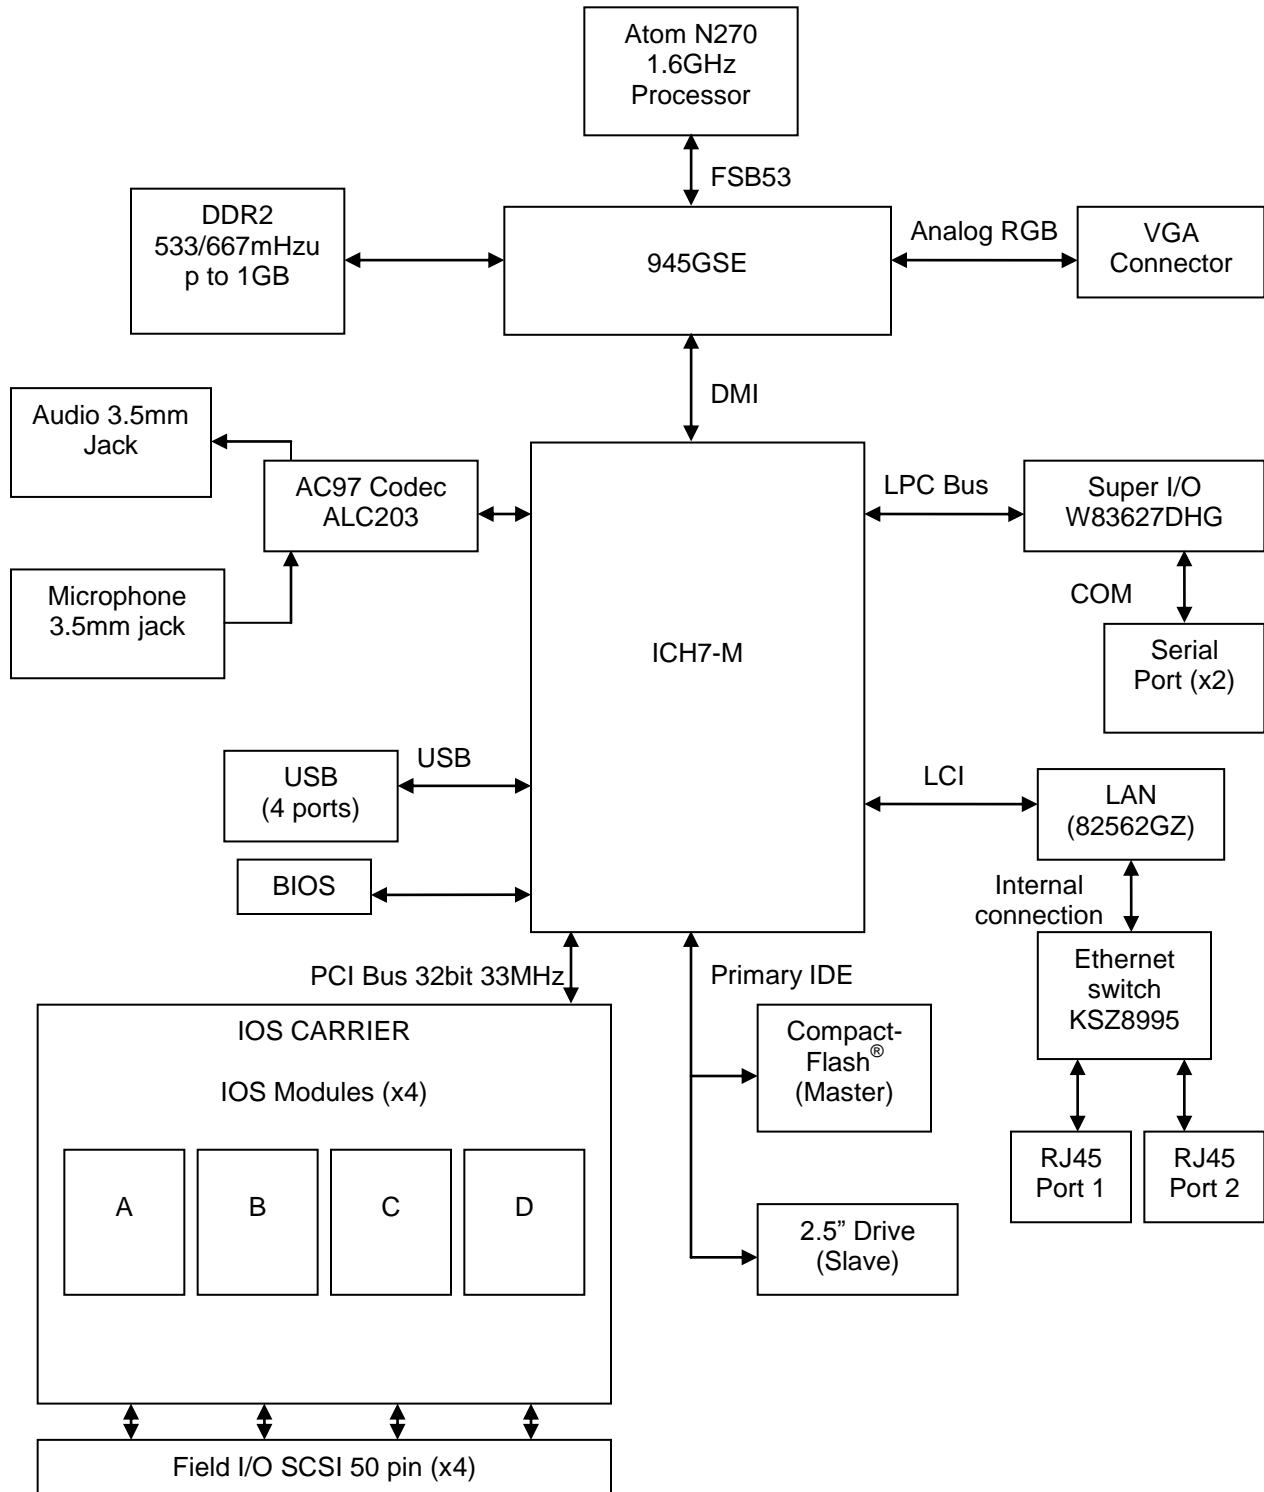 Atom N270
1.6GHz
Processor
FSB53
DDR2
533/667mHzu
p to 1GB
945GSE
Analog RGB
VGA
Connector
DMI
Audio 3.5mm
Jack
AC97 Codec
ALC203
LPC Bus
Super I/O
W83627DHG
Microphone
3.5mm jack
COM
ICH7-M
Serial
Port (x2)
USB
(4 ports)
USB
LCI
LAN
(82562GZ)
BIOS
Internal
connection
PCI Bus 32bit 33MHz
Primary IDE
Ethernet
switch
KSZ8995
IOS CARRIER
IOS Modules (x4)
Compact-
Flash®
(Master)
A
B
C
D
RJ45
Port 1
RJ45
Port 2
2.5” Drive
(Slave)
Field I/O SCSI 50 pin (x4)